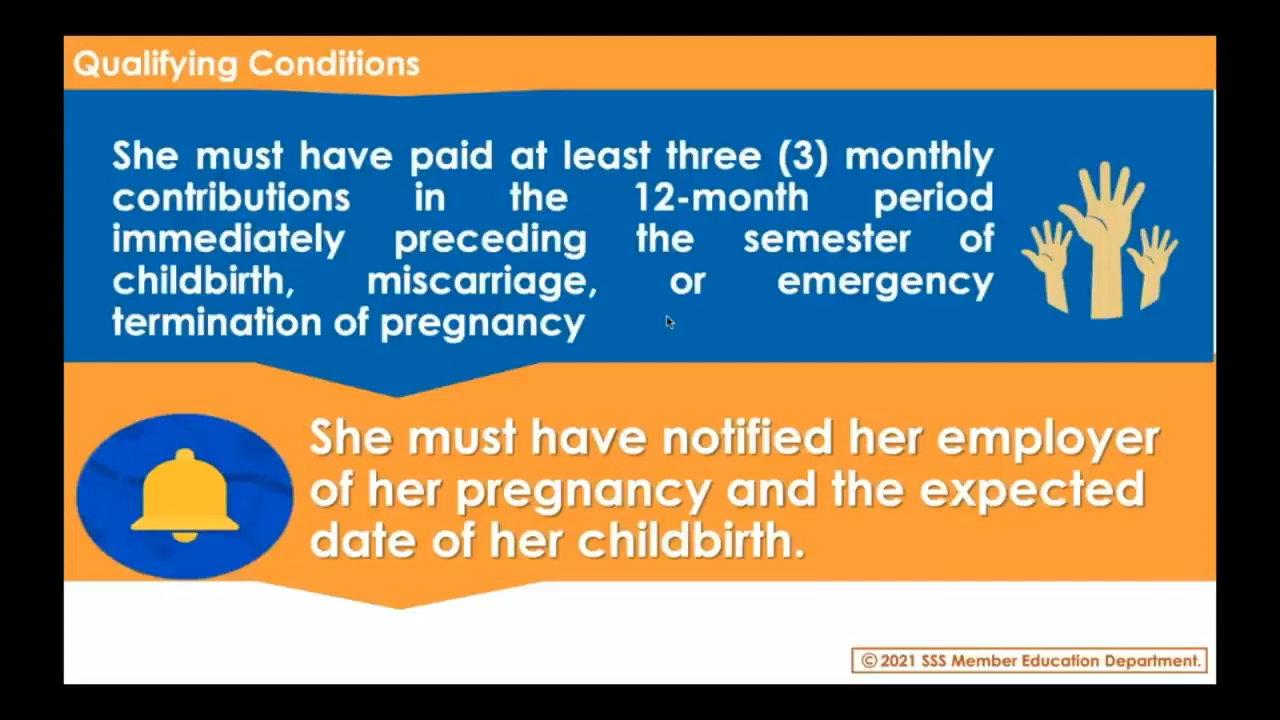 Qualifying Conditions
She must have paid at least three (3) monthly
contributions in the 12-month period
immediately preceding the semester of
childbirth, miscarriage, or emergency
termination of pregnancy
She must have notified her employer
of her pregnancy and the expected
date of her childbirth.
© 2021 SSS Member Education Department.